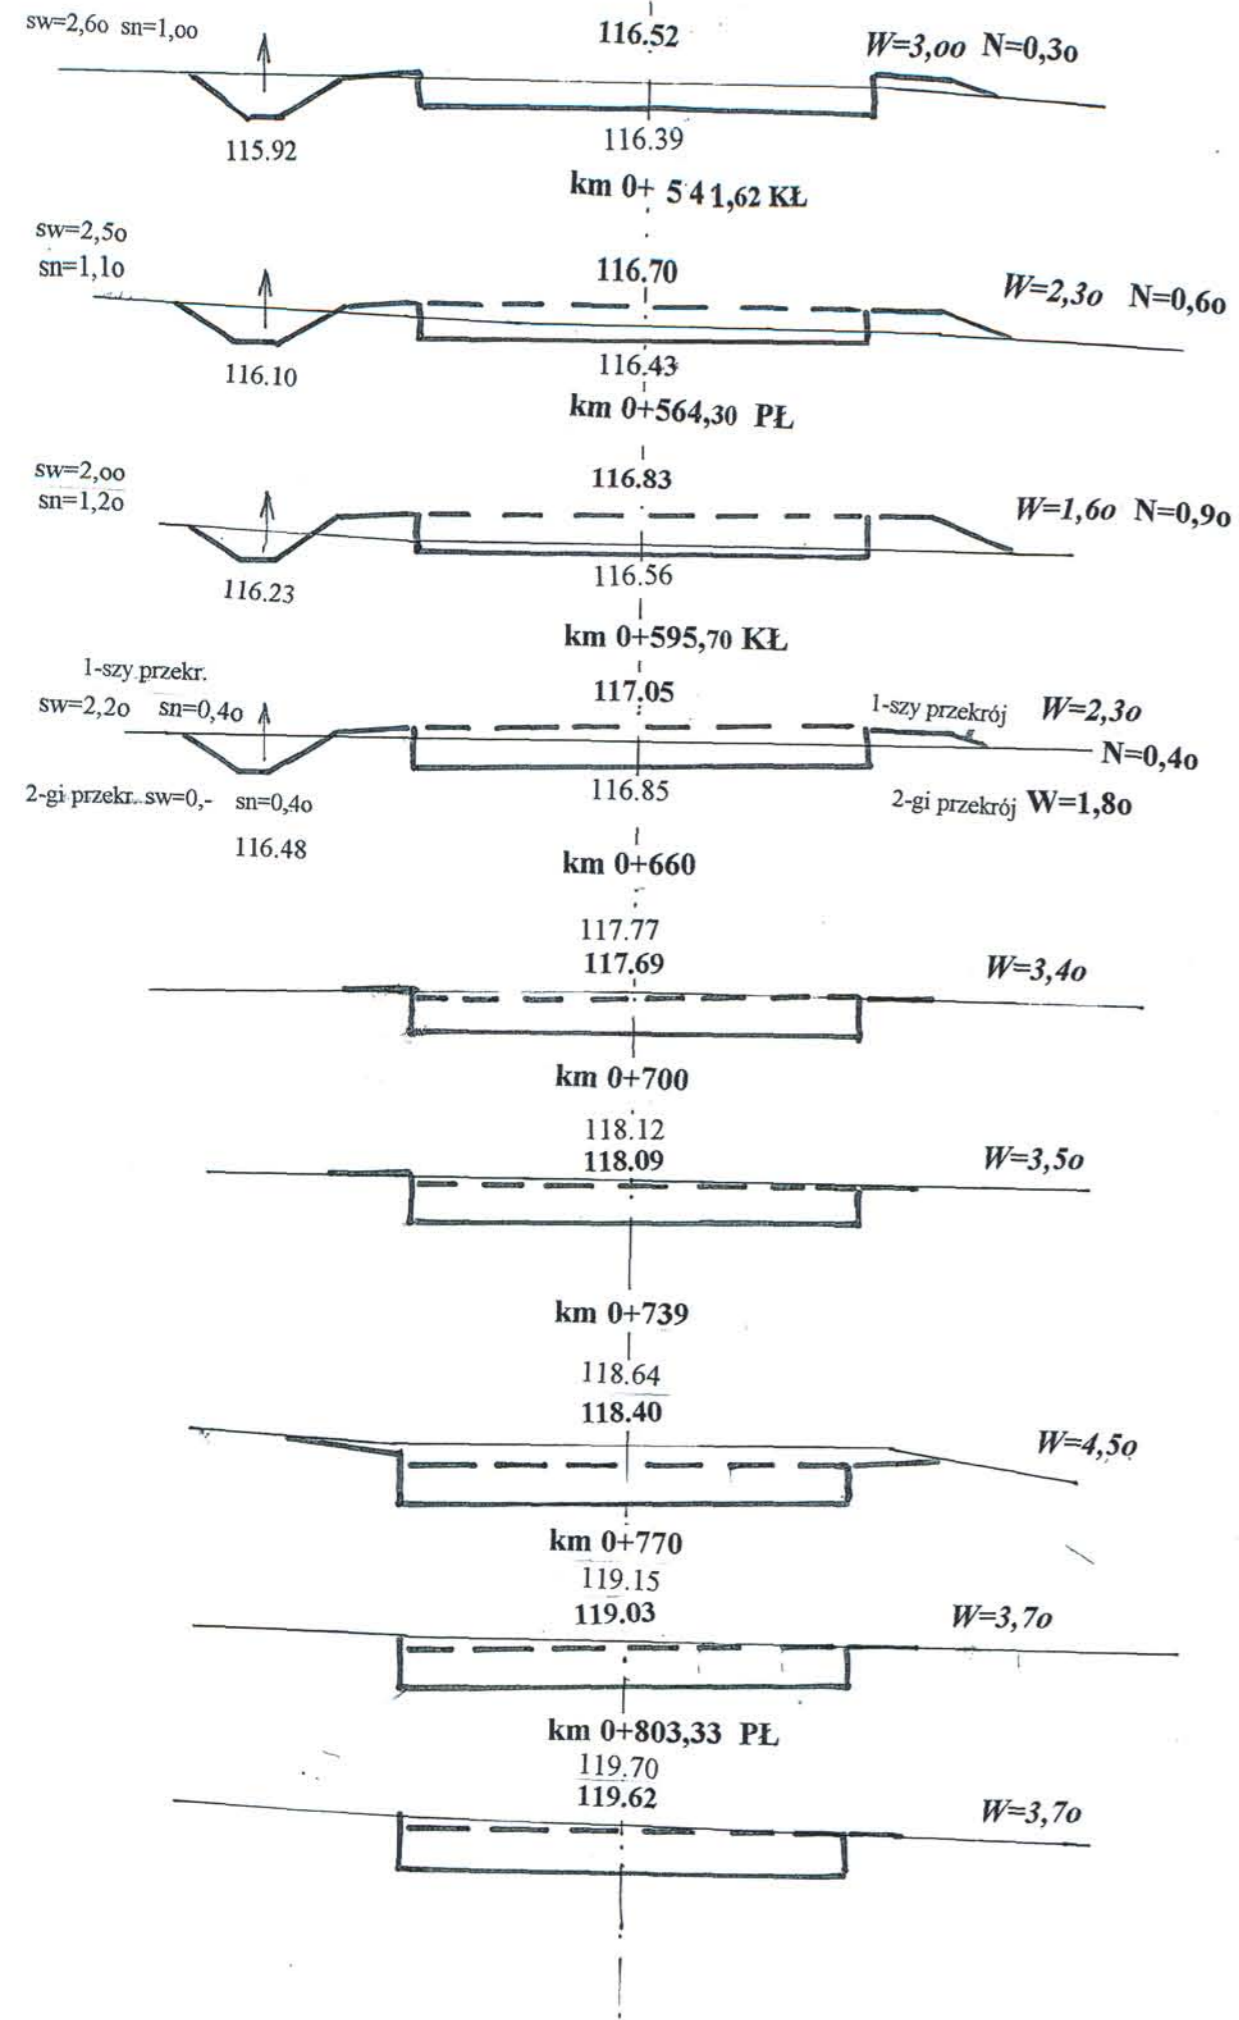 sw=2,6o sn=1,oo
116.52
W=3,oo N=0,3o
115.92
116.39
km 0+ 541,62 KŁ
sw=2,5o
sn=1,1o
116.70
W=2,3o N=0,6o
116.10
116.43
km 0+564,30 PŁ
sw=2,oo
sn=1,2o
116.83
W=1,6o N=0,9o
116.23
116.56
km 0+595,70 KŁ
1-szy przekr.
sw=2,2o sn=0,4o
117.05
1-szy przekrój W=2,3o
N=0,4o
2-gi przekr. sw=0,- sn=0,4o
116.85
2-gi przekrój W=1,8o
116.48
km 0+660
117.77
117.69
W=3,4o
km 0+700
118.12
118.09
W=3,5o
km 0+739
118.64
118.40
W=4,5o
km 0+770
119.15
119.03
W=3,7o
km 0+803,33 PŁ
119.70
119.62
W=3,7o